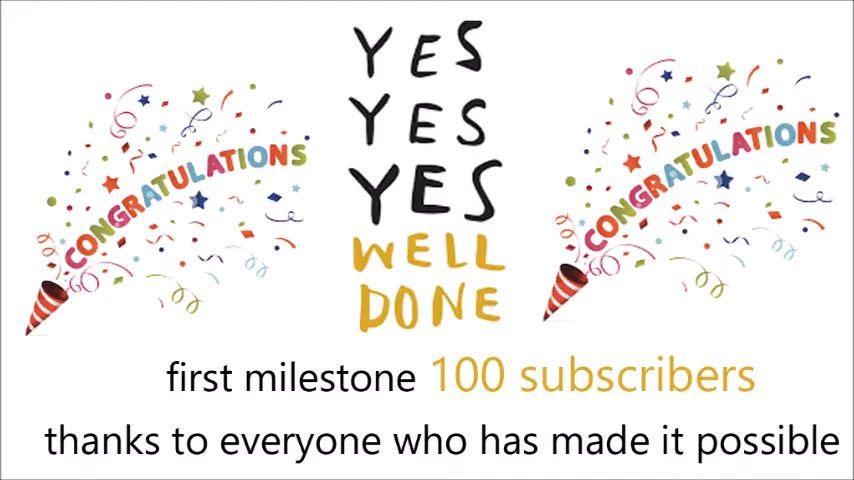 CONGRATULATIONS
YES
YES
YES
WELL
DONE
CONGRATULATIONS
first milestone 100 subscribers
thanks to everyone who has made it possible